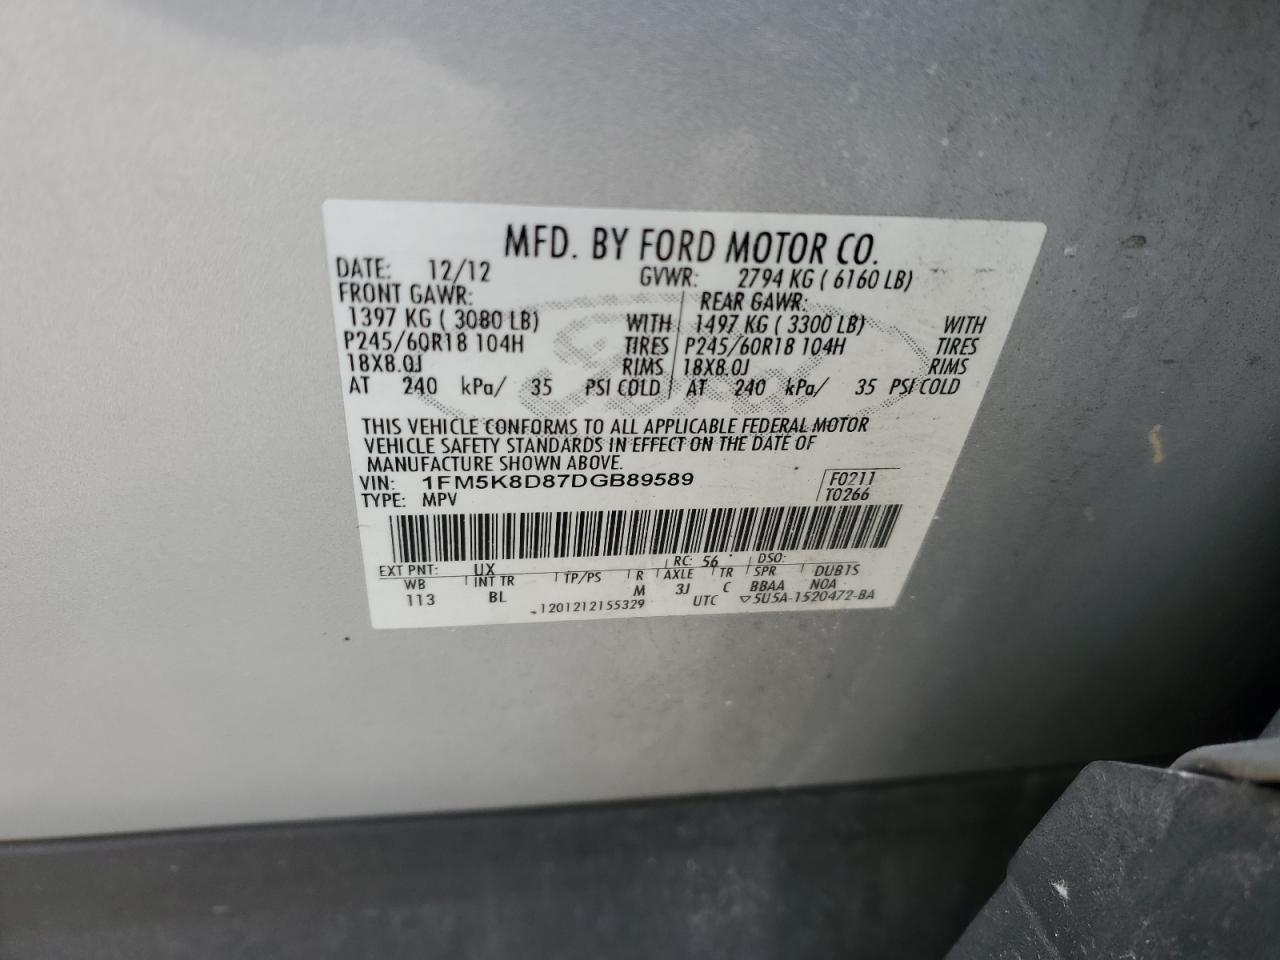 MFD. BY FORD MOTOR CO.
DATE: 12/12 GVWR: 2794 KG ( 6160 LB)
FRONT GAWR: REAR GAWR:
1397 KG ( 3080 LB) WITH 1497 KG ( 3300 LB) WITH
P245/60R18 104H TIRES P245/60R18 104H TIRES
18X8.0J RIMS 18X8.0J RIMS
AT 240 kPa/ 35 PSI COLD AT 240 kPa/ 35 PSI COLD
Ford
THIS VEHICLE CONFORMS TO ALL APPLICABLE FEDERAL MOTOR
VEHICLE SAFETY STANDARDS IN EFFECT ON THE DATE OF
MANUFACTURE SHOWN ABOVE.
VIN: 1FM5K8D87DGB89589 F0211
TYPE: MPV T0266
EXT PNT: UX RC: 56 DSO:
WB INT TR TP/PS R AXLE TR SPR DUB1S
113 BL M 3J C BBAA NOA
1201212155329 UTC ▽5U5A-1520472-BA